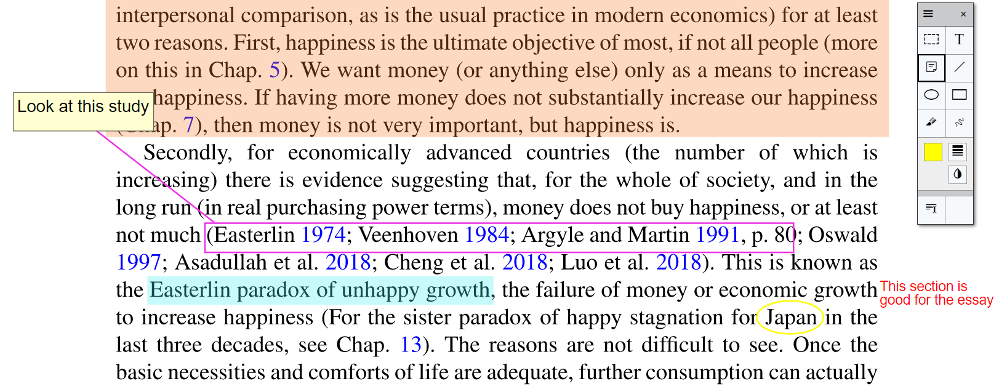 interpersonal comparison, as is the usual practice in modern economics) for at least
two reasons. First, happiness is the ultimate objective of most, if not all people (more
on this in Chap. 5). We want money (or anything else) only as a means to increase
happiness. If having more money does not substantially increase our happiness
Look at this study
ap. 7), then money is not very important, but happiness is.
Secondly, for economically advanced countries (the number of which is
increasing) there is evidence suggesting that, for the whole of society, and in the
long run (in real purchasing power terms), money does not buy happiness, or at least
not much (Easterlin 1974; Veenhoven 1984; Argyle and Martin 1991, p. 80; Oswald
1997; Asadullah et al. 2018; Cheng et al. 2018; Luo et al. 2018). This is known as
the Easterlin paradox of unhappy growth, the failure of money or economic growth
This section is
good for the essay
to increase happiness (For the sister paradox of happy stagnation for Japan in the
last three decades, see Chap. 13). The reasons are not difficult to see. Once the
basic necessities and comforts of life are adequate, further consumption can actually
T